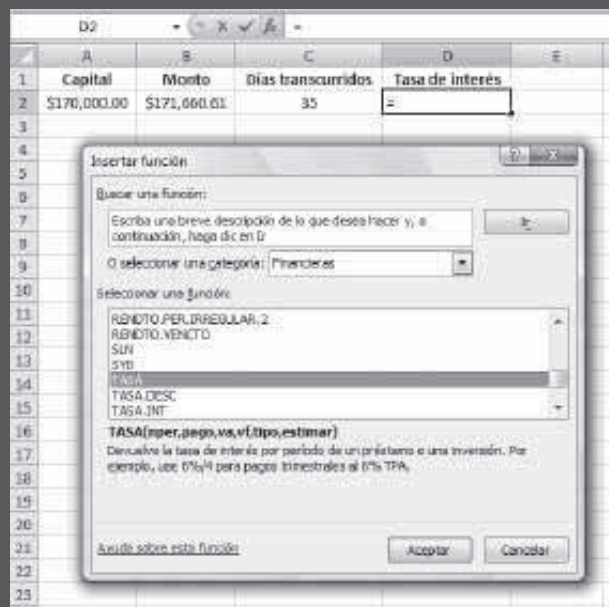 D2 =
A B C D E
1 Capital Monto Días transcurridos Tasa de interés
2 $170,000.00 $171,660.61 35 =
3
4
5
6
7
8
9
10
11
12
13
14
15
16
17
18
19
20
21
22
23
Insertar función
Buscar una función:
Escriba una breve descripción de lo que desea hacer y, a
continuación, haga clic en Ir
Ir
O seleccionar una categoría: Financieras
Seleccionar una función:
RENDTO.PER.IRREGULAR.2
RENDTO.VENCTO
SLN
SYD
TASA
TASA.DESC
TASA.INT
TASA(nper,pago,va,vf,tipo,estimar)
Devuelve la tasa de interés por período de un préstamo o una inversión. Por
ejemplo, use 6%/4 para pagos trimestrales al 6% TPA.
Ayuda sobre esta función
Aceptar Cancelar